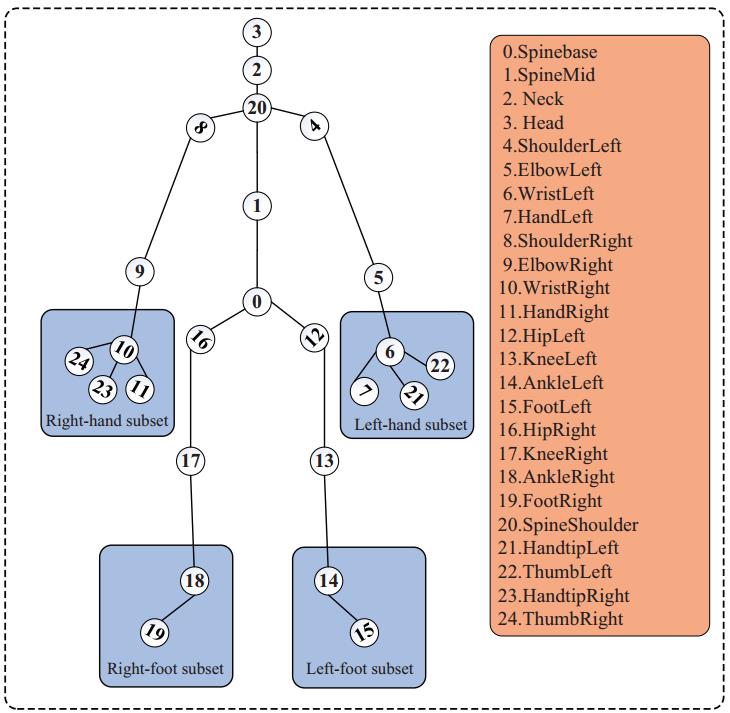 3
2
20
8
4
1
9
5
0
16
12
10
24
23
11
Right-hand subset
6
22
7
21
Left-hand subset
17
13
18
19
Right-foot subset
14
15
Left-foot subset
0.Spinebase
1.SpineMid
2. Neck
3. Head
4.ShoulderLeft
5.ElbowLeft
6.WristLeft
7.HandLeft
8.ShoulderRight
9.ElbowRight
10.WristRight
11.HandRight
12.HipLeft
13.KneeLeft
14.AnkleLeft
15.FootLeft
16.HipRight
17.KneeRight
18.AnkleRight
19.FootRight
20.SpineShoulder
21.HandtipLeft
22.ThumbLeft
23.HandtipRight
24.ThumbRight